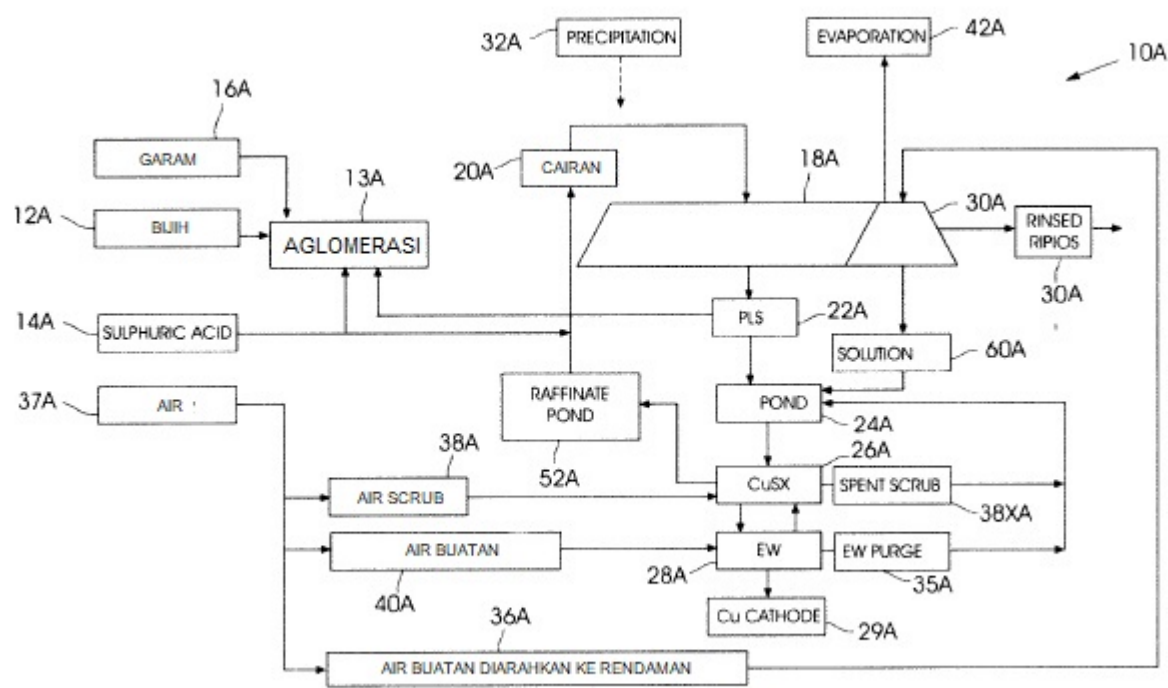 32A
PRECIPITATION
EVAPORATION
42A
10A
16A
GARAM
20A
CAIRAN
18A
13A
12A
BIJIH
AGLOMERASI
30A
RINSED
RIPIOS
30A
14A
SULPHURIC ACID
PLS
22A
SOLUTION
60A
37A
AIR
RAFFINATE
POND
52A
POND
24A
38A
26A
AIR SCRUB
CuSX
SPENT SCRUB
38XA
AIR BUATAN
40A
EW
28A
EW PURGE
35A
Cu CATHODE
29A
36A
AIR BUATAN DIARAHKAN KE RENDAMAN